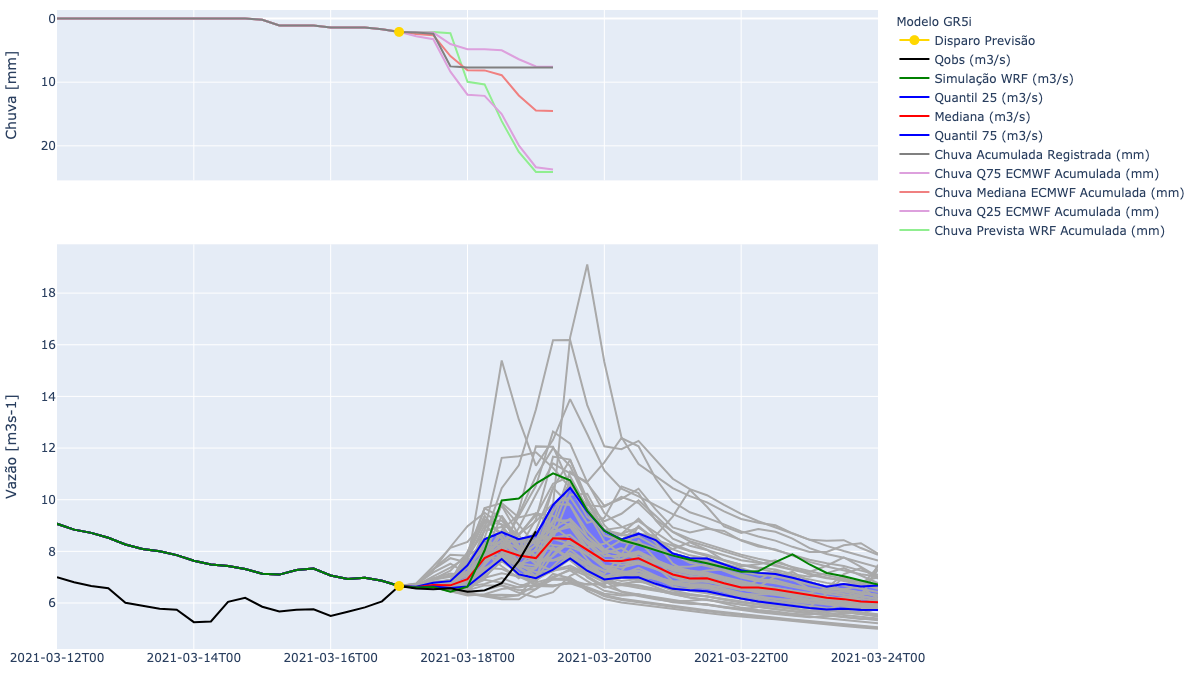 Chuva [mm]
0
10
20
Modelo GR5i
Disparo Previsão
Qobs (m3/s)
Simulação WRF (m3/s)
Quantil 25 (m3/s)
Mediana (m3/s)
Quantil 75 (m3/s)
Chuva Acumulada Registrada (mm)
Chuva Q75 ECMWF Acumulada (mm)
Chuva Mediana ECMWF Acumulada (mm)
Chuva Q25 ECMWF Acumulada (mm)
Chuva Prevista WRF Acumulada (mm)
Vazão [m3s-1]
18
16
14
12
10
8
6
2021-03-12T00 2021-03-14T00 2021-03-16T00 2021-03-18T00 2021-03-20T00 2021-03-22T00 2021-03-24T00